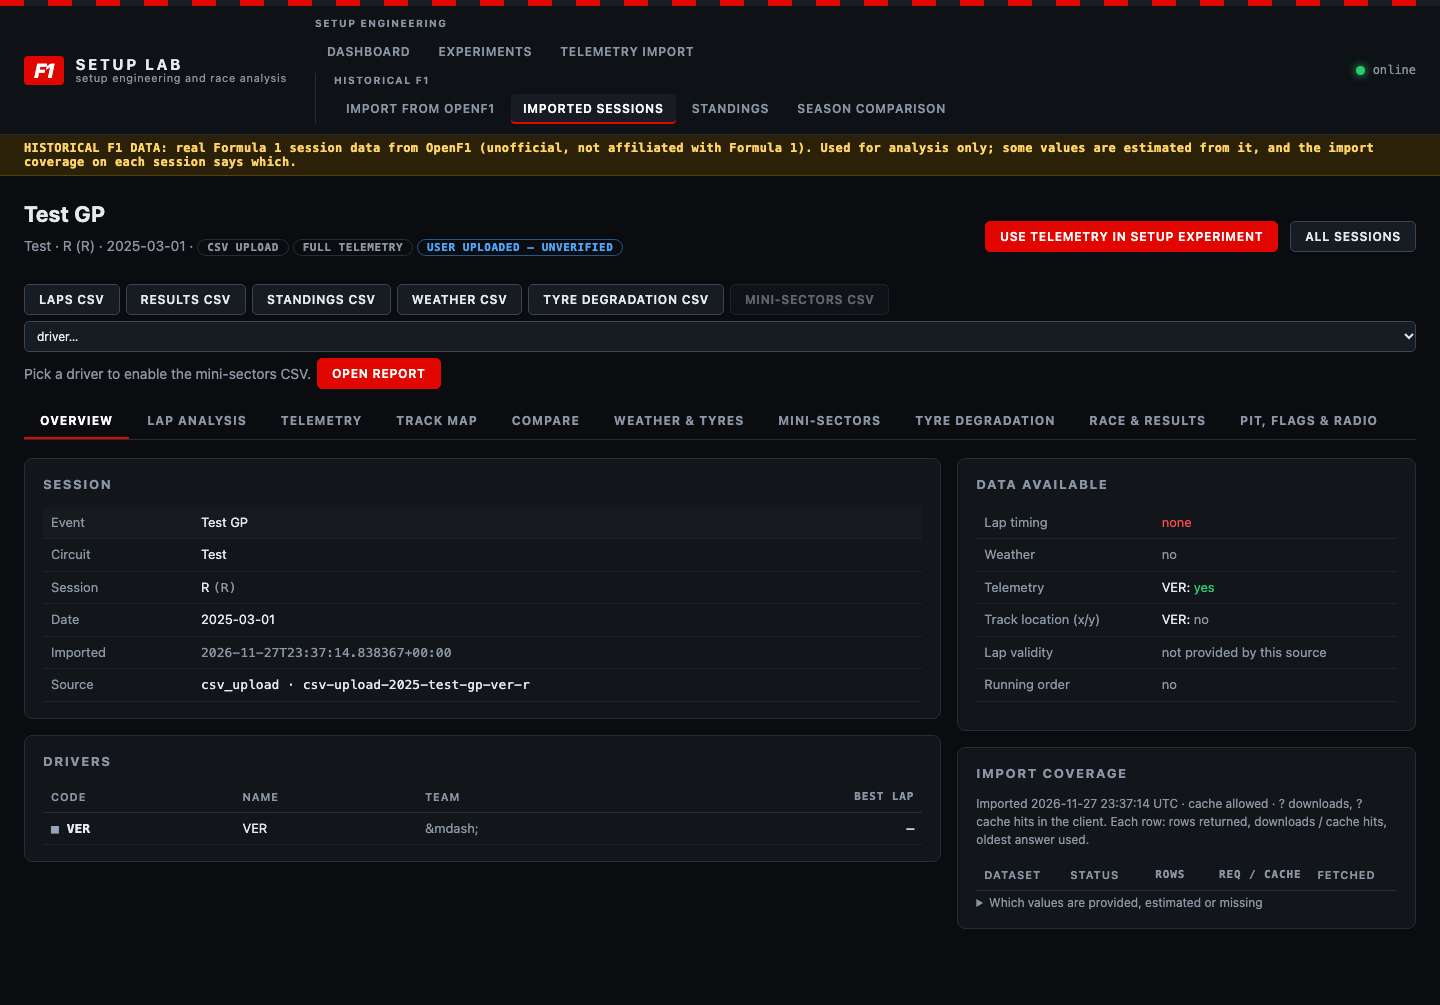 SETUP ENGINEERING
DASHBOARD EXPERIMENTS TELEMETRY IMPORT
F1 SETUP LAB
setup engineering and race analysis
HISTORICAL F1
IMPORT FROM OPENF1 IMPORTED SESSIONS STANDINGS SEASON COMPARISON
online
HISTORICAL F1 DATA: real Formula 1 session data from OpenF1 (unofficial, not affiliated with Formula 1). Used for analysis only; some values are estimated from it, and the import
coverage on each session says which.
Test GP
Test · R (R) · 2025-03-01 · CSV UPLOAD FULL TELEMETRY USER UPLOADED — UNVERIFIED
USE TELEMETRY IN SETUP EXPERIMENT ALL SESSIONS
LAPS CSV RESULTS CSV STANDINGS CSV WEATHER CSV TYRE DEGRADATION CSV MINI-SECTORS CSV
driver...
Pick a driver to enable the mini-sectors CSV. OPEN REPORT
OVERVIEW LAP ANALYSIS TELEMETRY TRACK MAP COMPARE WEATHER & TYRES MINI-SECTORS TYRE DEGRADATION RACE & RESULTS PIT, FLAGS & RADIO
SESSION
Event Test GP
Circuit Test
Session R (R)
Date 2025-03-01
Imported 2026-11-27T23:37:14.838367+00:00
Source csv_upload · csv-upload-2025-test-gp-ver-r
DRIVERS
CODE NAME TEAM BEST LAP
VER VER &mdash; —
DATA AVAILABLE
Lap timing none
Weather no
Telemetry VER: yes
Track location (x/y) VER: no
Lap validity not provided by this source
Running order no
IMPORT COVERAGE
Imported 2026-11-27 23:37:14 UTC · cache allowed · ? downloads, ?
cache hits in the client. Each row: rows returned, downloads / cache hits,
oldest answer used.
DATASET STATUS ROWS REQ / CACHE FETCHED
Which values are provided, estimated or missing